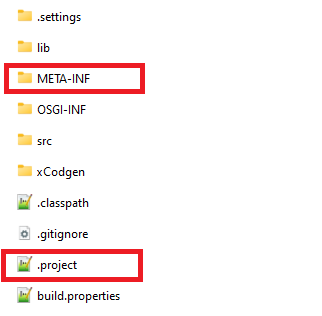 .settings
lib
META-INF
OSGI-INF
src
xCodgen
.classpath
.gitignore
.project
build.properties